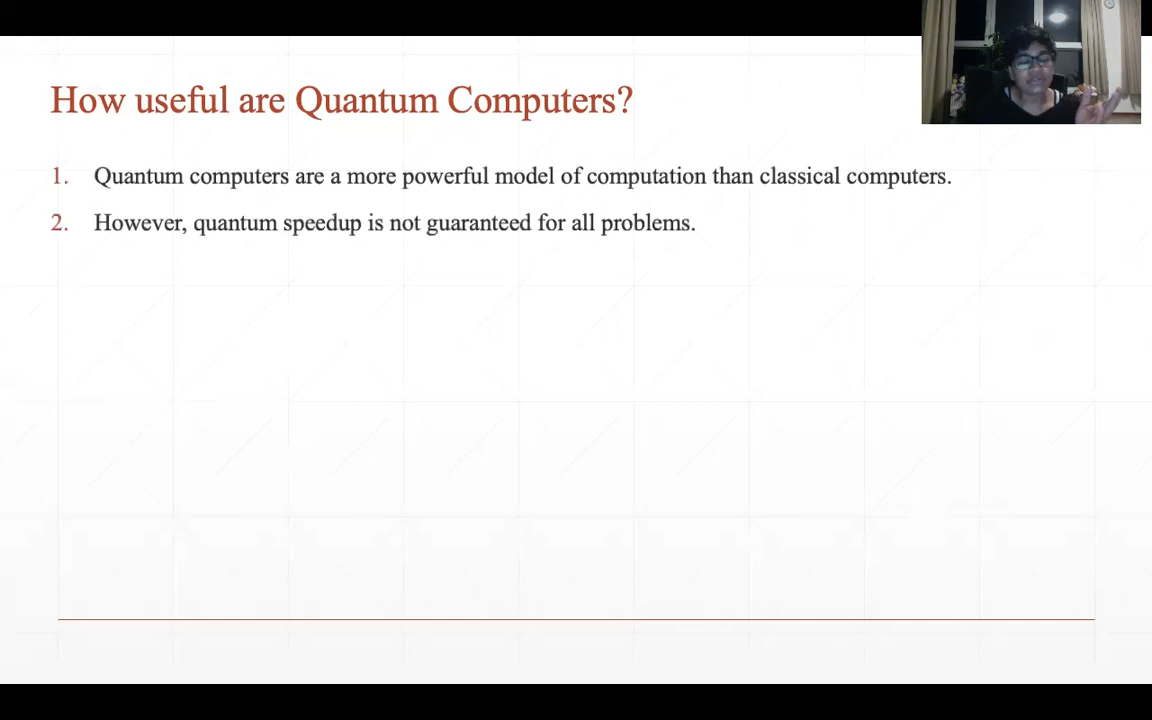 How useful are Quantum Computers?
1. Quantum computers are a more powerful model of computation than classical computers.
2. However, quantum speedup is not guaranteed for all problems.